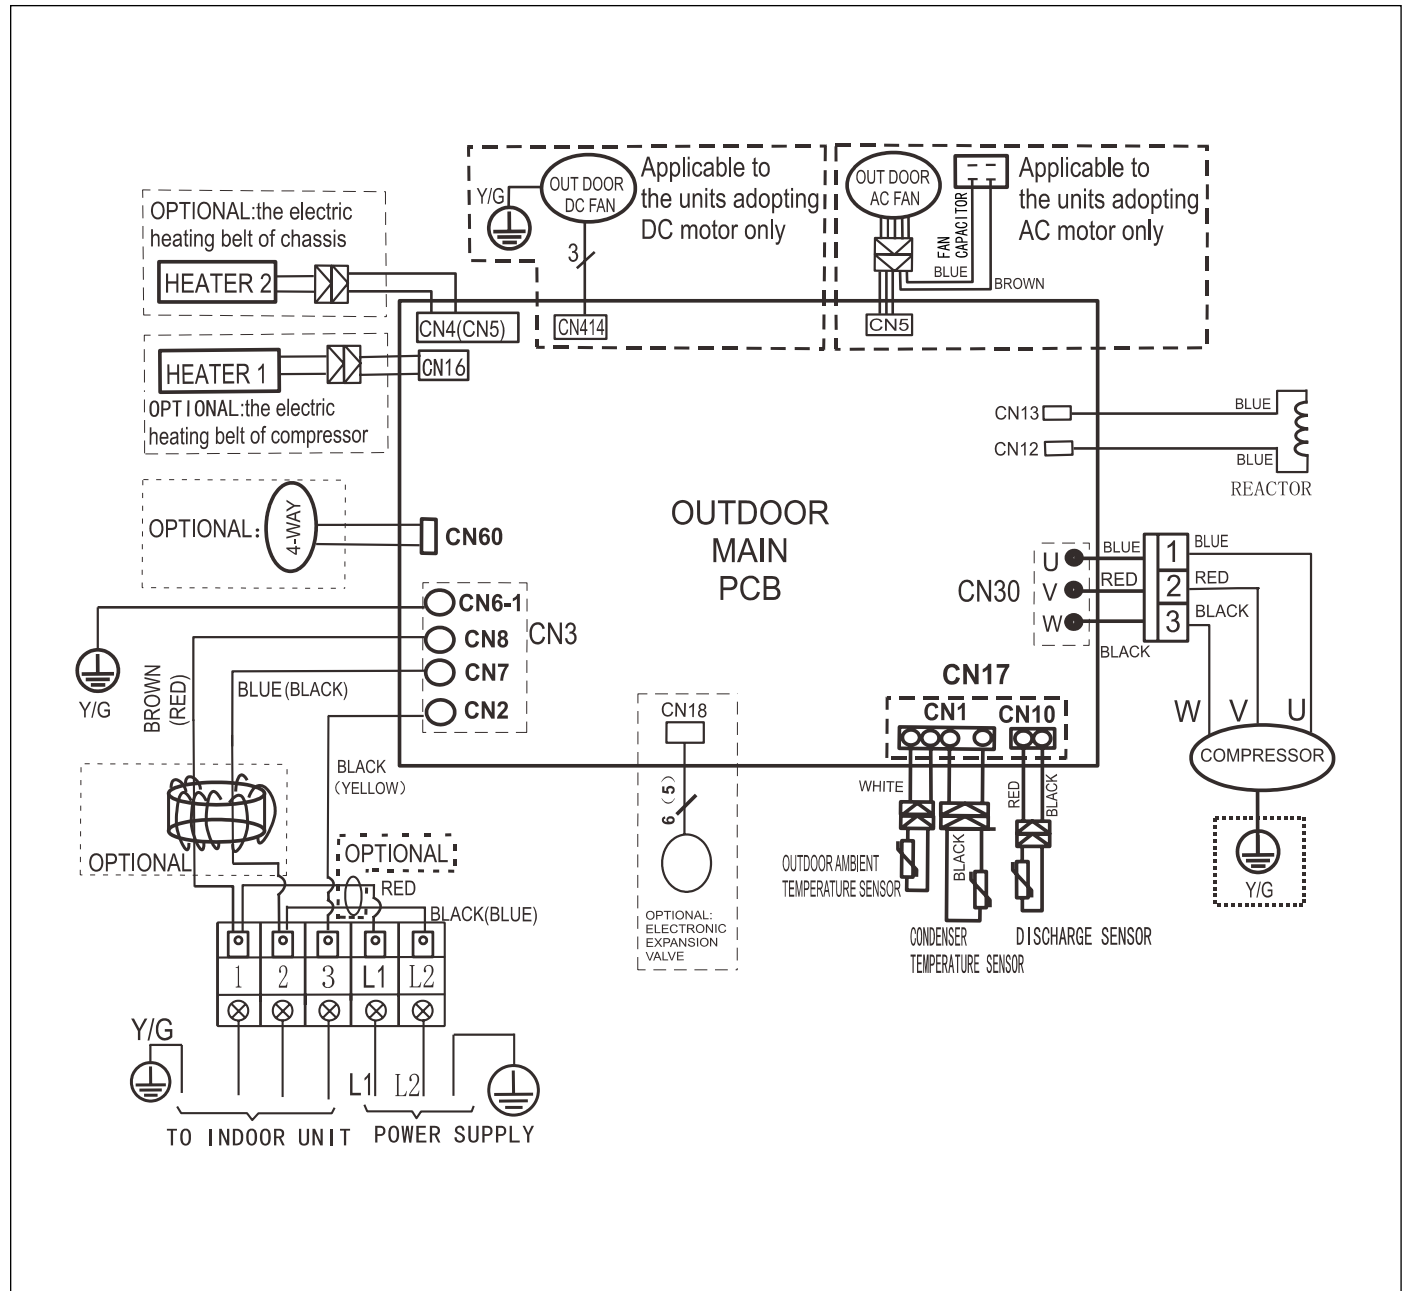 OPTIONAL:the electric
heating belt of chassis
HEATER 2
HEATER 1
OPTIONAL:the electric
heating belt of compressor
Y/G
OUT DOOR
DC FAN
3
Applicable to
the units adopting
DC motor only
OUT DOOR
AC FAN
FAN
CAPACITOR
BLUE
BROWN
Applicable to
the units adopting
AC motor only
CN4(CN5)
CN414
CN5
CN16
CN13
BLUE
CN12
BLUE
REACTOR
OPTIONAL:
4-WAY
CN60
OUTDOOR
MAIN
PCB
CN6-1
CN8
CN7
CN2
CN3
CN30
U
V
W
BLUE
RED
BLACK
1
2
3
BLUE
RED
BLACK
W
V
U
COMPRESSOR
Y/G
Y/G
BROWN
(RED)
BLUE(BLACK)
BLACK
(YELLOW)
OPTIONAL
OPTIONAL
RED
BLACK(BLUE)
CN18
6 (5)
OPTIONAL:
ELECTRONIC
EXPANSION
VALVE
CN17
CN1
CN10
WHITE
BLACK
RED
BLACK
OUTDOOR AMBIENT
TEMPERATURE SENSOR
CONDENSER
TEMPERATURE SENSOR
DISCHARGE SENSOR
1
2
3
L1
L2
Y/G
L1
L2
TO INDOOR UNIT
POWER SUPPLY